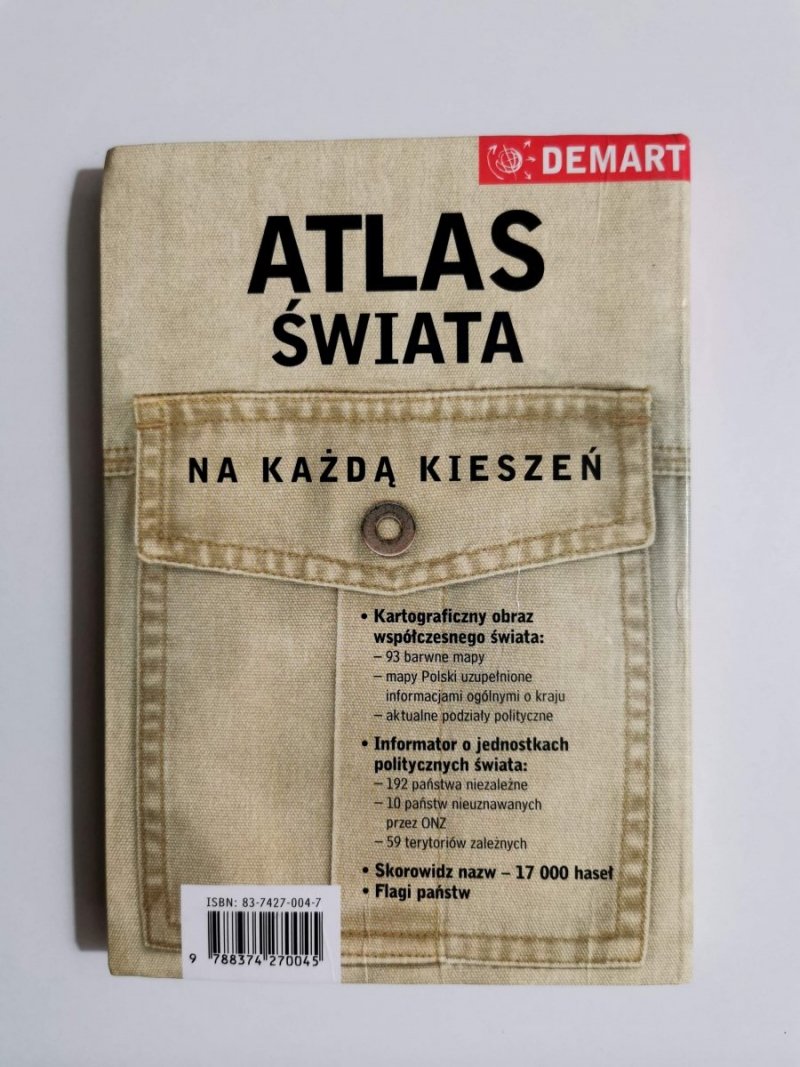 DEMART
ATLAS
ŚWIATA
NA KAŻDĄ KIESZEŃ
• Kartograficzny obraz
współczesnego świata:
– 93 barwne mapy
– mapy Polski uzupełnione
informacjami ogólnymi o kraju
– aktualne podziały polityczne
• Informator o jednostkach
politycznych świata:
– 192 państwa niezależne
– 10 państw nieuznawanych
przez ONZ
– 59 terytoriów zależnych
• Skorowidz nazw – 17 000 haseł
• Flagi państw
ISBN: 83-7427-004-7
9 788374 270045